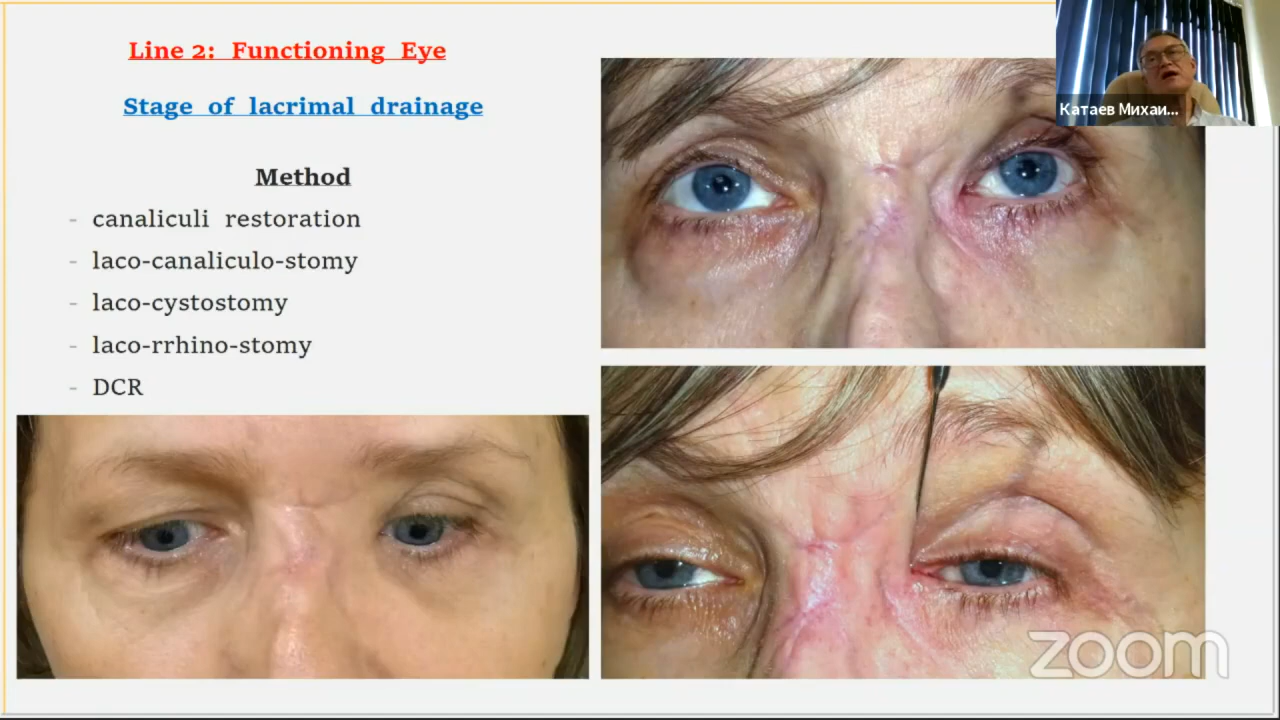 Line 2: Functioning Eye
Stage of lacrimal drainage
Method
- canaliculi restoration
- laco-canaliculo-stomy
- laco-cystostomy
- laco-rrhino-stomy
- DCR
Катаев Михаи...
zoom